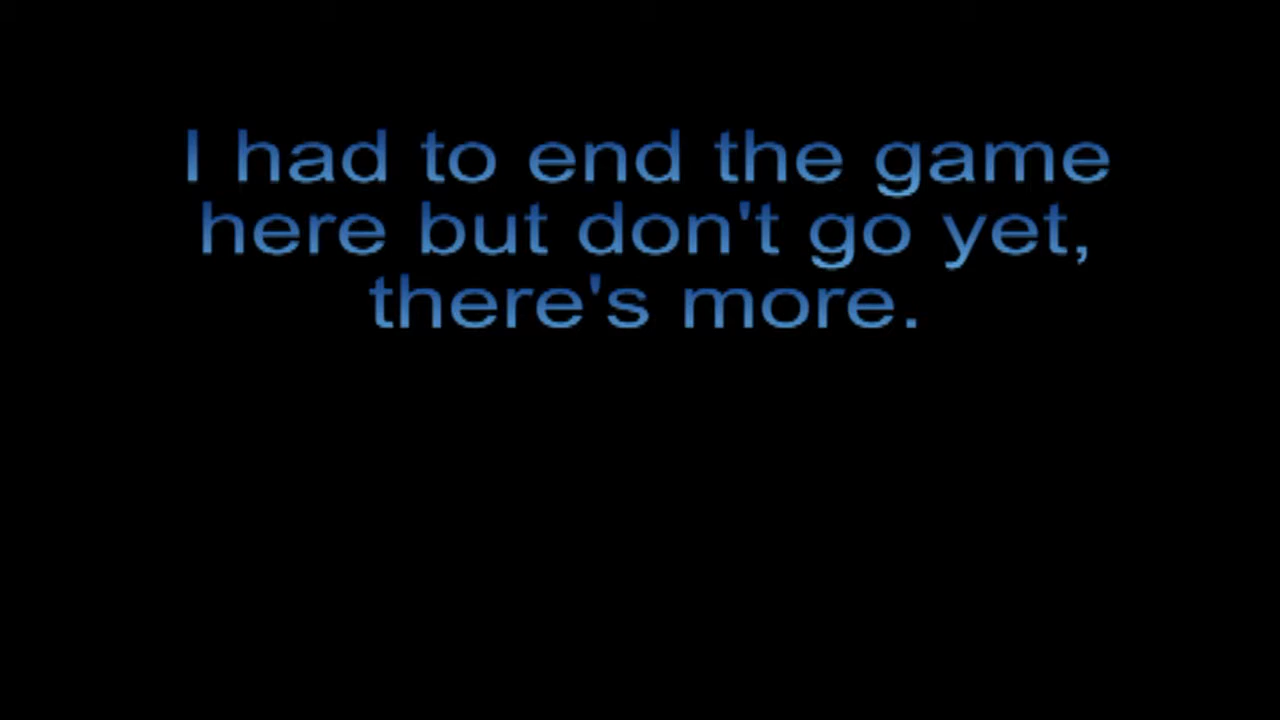 I had to end the game
here but don't go yet,
there's more.